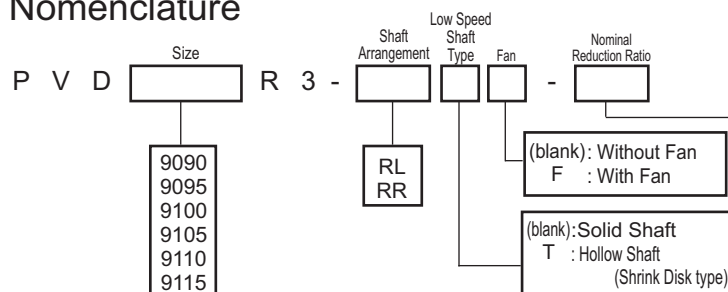 Nomenclature
Size
Shaft
Arrangement
Low Speed
Shaft
Type
Fan
Nominal
Reduction Ratio
P V D R 3 - -
9090
9095
9100
9105
9110
9115
RL
RR
(blank): Without Fan
F : With Fan
(blank):Solid Shaft
T : Hollow Shaft
(Shrink Disk type)